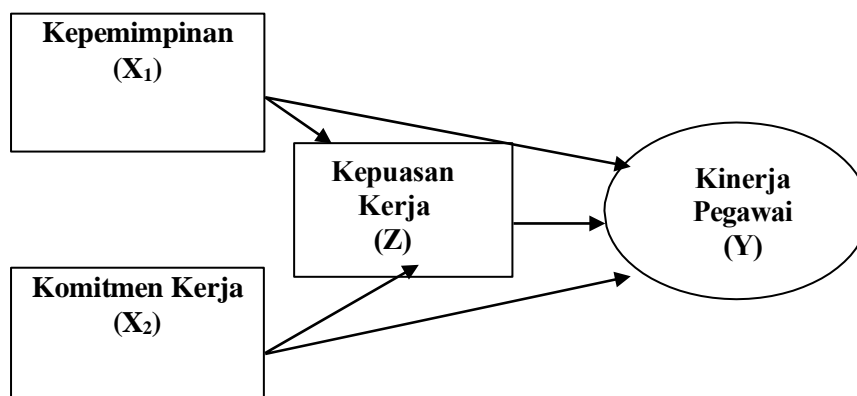 Kepemimpinan
(X₁)
Kepuasan
Kerja
(Z)
Kinerja
Pegawai
(Y)
Komitmen Kerja
(X₂)